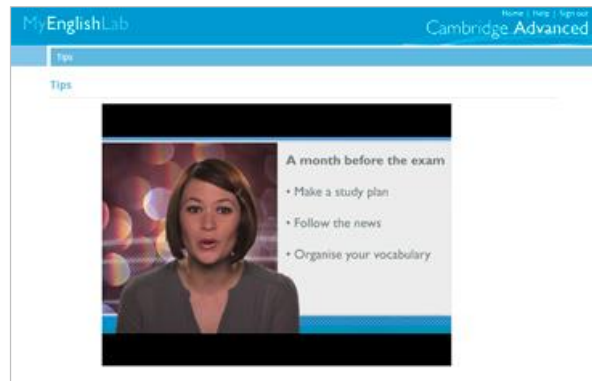 Home | Help | Sign out
MyEnglishLab
Cambridge Advanced
Tips
Tips
A month before the exam
• Make a study plan
• Follow the news
• Organise your vocabulary